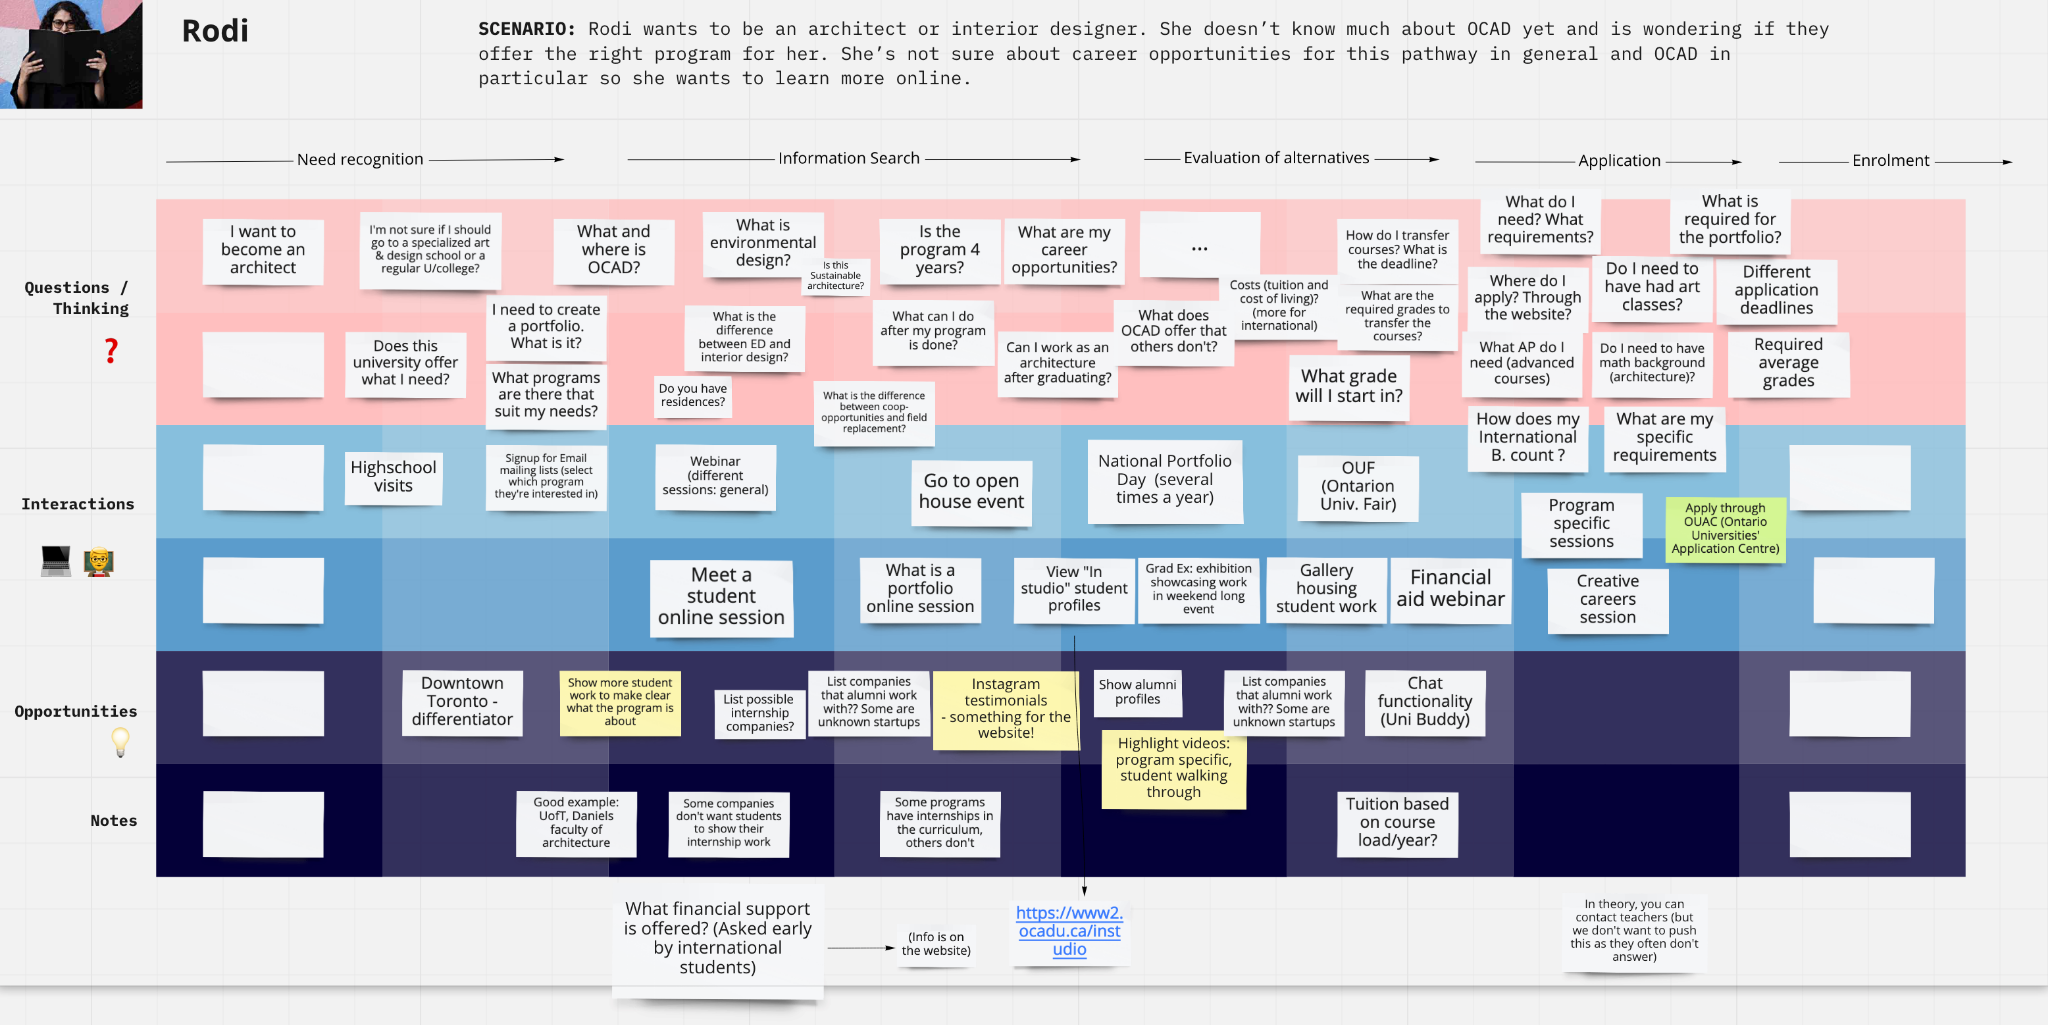 Rodi
SCENARIO: Rodi wants to be an architect or interior designer. She doesn’t know much about OCAD yet and is wondering if they
offer the right program for her. She’s not sure about career opportunities for this pathway in general and OCAD in
particular so she wants to learn more online.
Need recognition
Information Search
Evaluation of alternatives
Application
Enrolment
Questions /
Thinking
?
I want to
become an
architect
I'm not sure if I should
go to a specialized art
& design school or a
regular U/college?
What and
where is
OCAD?
What is
environmental
design?
Is this
Sustainable
architecture?
Is the
program 4
years?
What are my
career
opportunities?
...
How do I transfer
courses? What is
the deadline?
What do I
need? What
requirements?
What is
required for
the portfolio?
Does this
university offer
what I need?
I need to create
a portfolio.
What is it?
What programs
are there that
suit my needs?
What is the
difference
between ED and
interior design?
Do you have
residences?
What can I do
after my program
is done?
What is the difference
between coop-
opportunities and field
replacement?
Can I work as an
architecture
after graduating?
What does
OCAD offer that
others don't?
Costs (tuition and
cost of living)?
(more for
international)
What are the
required grades to
transfer the
courses?
What grade
will I start in?
Where do I
apply? Through
the website?
Do I need to
have had art
classes?
Different
application
deadlines
What AP do I
need (advanced
courses)
Do I need to have
math background
(architecture)?
Required
average
grades
How does my
International
B. count ?
What are my
specific
requirements
Interactions
Highschool
visits
Signup for Email
mailing lists (select
which program
they're interested in)
Webinar
(different
sessions: general)
Go to open
house event
National Portfolio
Day (several
times a year)
OUF
(Ontarion
Univ. Fair)
Program
specific
sessions
Apply through
OUAC (Ontario
Universities'
Application Centre)
Meet a
student
online session
What is a
portfolio
online session
View "In
studio" student
profiles
Grad Ex: exhibition
showcasing work
in weekend long
event
Gallery
housing
student work
Financial
aid webinar
Creative
careers
session
Opportunities
Downtown
Toronto -
differentiator
Show more student
work to make clear
what the program is
about
List possible
internship
companies?
List companies
that alumni work
with?? Some are
unknown startups
Instagram
testimonials
- something for the
website!
Show alumni
profiles
Highlight videos:
program specific,
student walking
through
List companies
that alumni work
with?? Some are
unknown startups
Chat
functionality
(Uni Buddy)
Notes
Good example:
UofT, Daniels
faculty of
architecture
Some companies
don't want students
to show their
internship work
Some programs
have internships in
the curriculum,
others don't
Tuition based
on course
load/year?
What financial support
is offered? (Asked early
by international
students)
(Info is on
the website)
https://www2.
ocadu.ca/inst
udio
In theory, you can
contact teachers (but
we don't want to push
this as they often don't
answer)